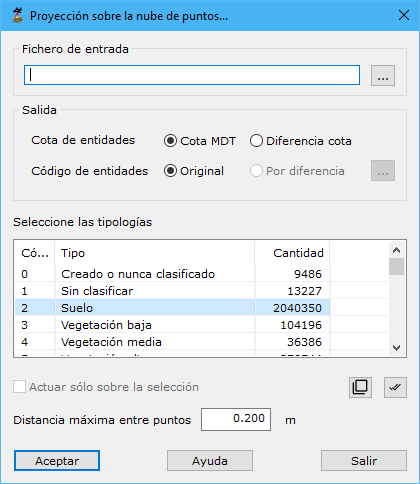 Proyección sobre la nube de puntos...
Fichero de entrada
...
Salida
Cota de entidades Cota MDT Diferencia cota
Código de entidades Original Por diferencia ...
Seleccione las tipologías
Có... Tipo Cantidad
0 Creado o nunca clasificado 9486
1 Sin clasificar 13227
2 Suelo 2040350
3 Vegetación baja 104196
4 Vegetación media 36386
Actuar sólo sobre la selección
Distancia máxima entre puntos 0.200 m
Aceptar Ayuda Salir